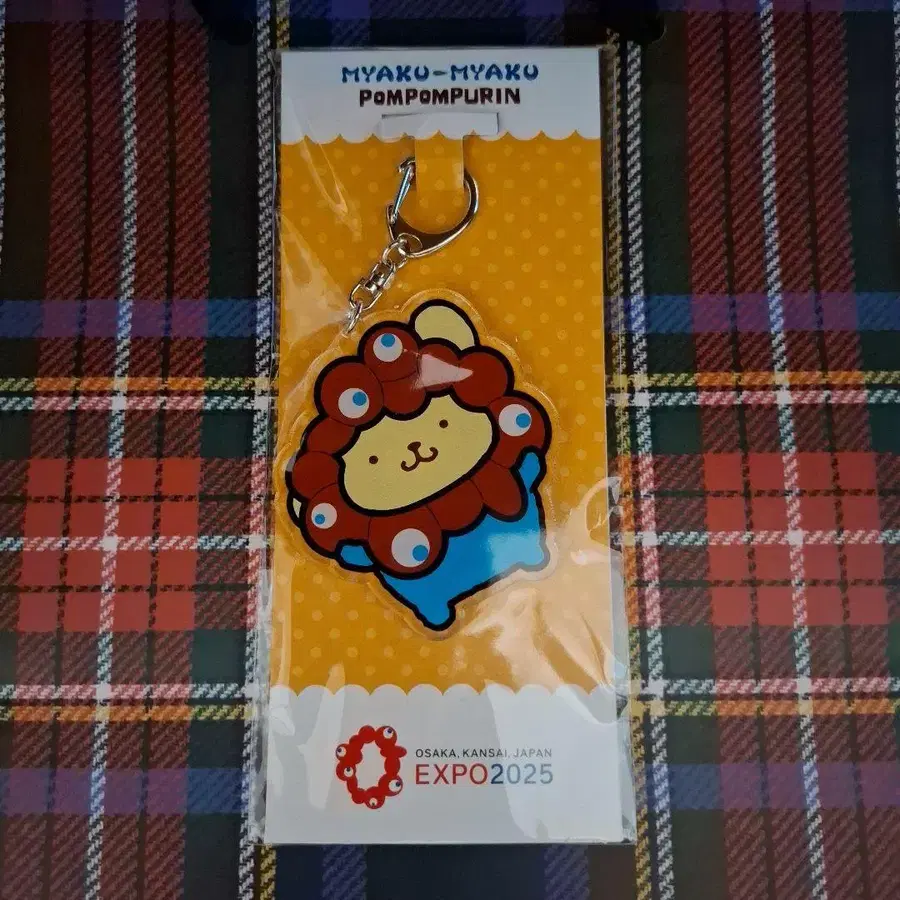 MYAKU-MYAKU
POMPOMPURIN
OSAKA, KANSAI, JAPAN
EXPO2025